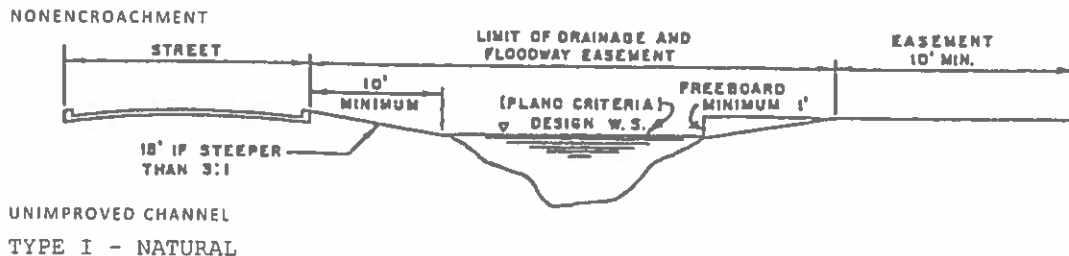 NONENCROACHMENT
STREET
LIMIT OF DRAINAGE AND
FLOODWAY EASEMENT
EASEMENT
10' MIN.
10'
MINIMUM
FREEBOARD
MINIMUM 1'
(PLANO CRITERIA)
DESIGN W. S.
18' IF STEEPER
THAN 3:1
UNIMPROVED CHANNEL
TYPE I - NATURAL